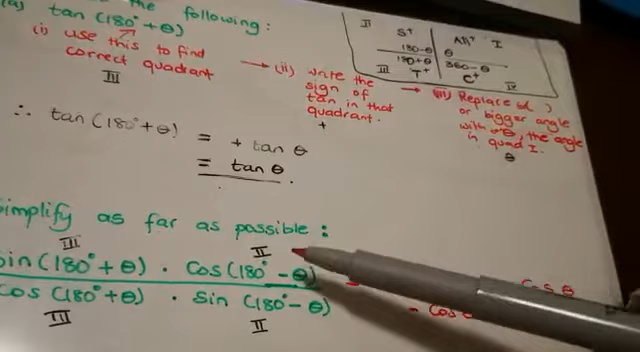 (a) tan (180° + θ) the following:
(i) use this to find
correct quadrant
III
(ii) Write the
sign of
tan in that
quadrant.
+
(iii) Replace α )
or bigger angle
with θ, the angle
in quad I.
θ
II S⁺ All⁺ I
180-θ θ
180+θ 360-θ
III T⁺ C⁺ IV
∴ tan (180° + θ) = + tan θ
= tan θ.
Simplify as far as possible:
III II
sin (180° + θ) . cos (180° - θ)
cos (180° + θ) . sin (180° - θ)
III II
- cos θ